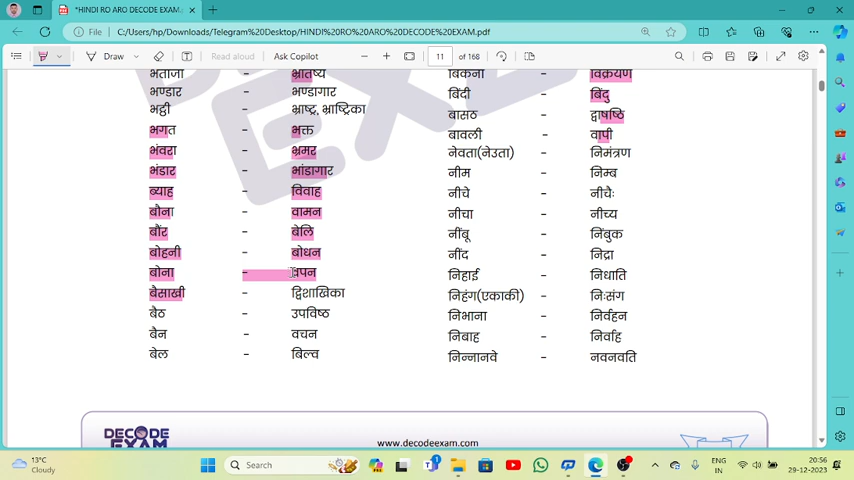 *HINDI RO ARO DECODE EXAM.
C:/Users/hp/Downloads/Telegram%20Desktop/HINDI%20RO%20ARO%20DECODE%20EXAM.pdf
Draw
Read aloud
Ask Copilot
11 of 168
भतीजा - भ्रातृष्य
भण्डार - भण्डागार
भट्ठी - भ्राष्ट्र, भ्राष्ट्रिका
भगत - भक्त
भंवरा - भ्रमर
भंडार - भांडागार
ब्याह - विवाह
बौना - वामन
बौंर - बेलि
बोहनी - बोधन
बोना - वपन
बैसाखी - द्विशाखिका
बैठ - उपविष्ठ
बैन - वचन
बेल - बिल्व
बिकना - विक्रयण
बिंदी - बिंदु
बासठ - द्वाषष्ठि
बावली - वापी
नेवता(नेउता) - निमंत्रण
नीम - निम्ब
नीचे - नीचैः
नीचा - नीच्य
नींबू - निंबुक
नींद - निद्रा
निहाई - निधाति
निहंग(एकाकी) - निःसंग
निभाना - निर्वहन
निबाह - निर्वाह
निन्नानवे - नवनवति
DECODE
EXAM
www.decodeexam.com
13°C
Cloudy
Search
ENG
IN
20:56
29-12-2023